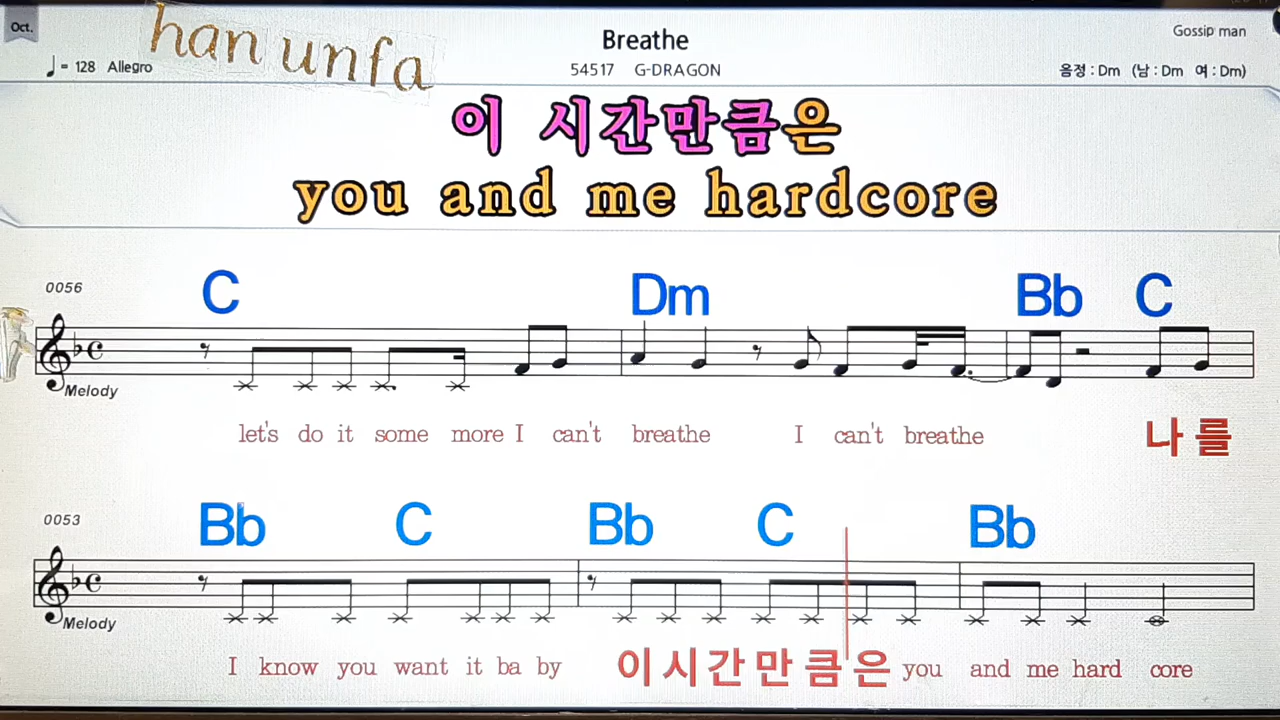 Oct.
han unfa
Breathe
Gossip man
♩= 128 Allegro
54517 G-DRAGON
음정 : Dm (남 : Dm 여 : Dm)
이 시간만큼은
you and me hardcore
0056
C Dm Bb C
Melody
let's do it some more I can't breathe I can't breathe 나 를
0053
Bb C Bb C Bb
Melody
I know you want it ba by 이 시 간 만 큼 은 you and me hard core